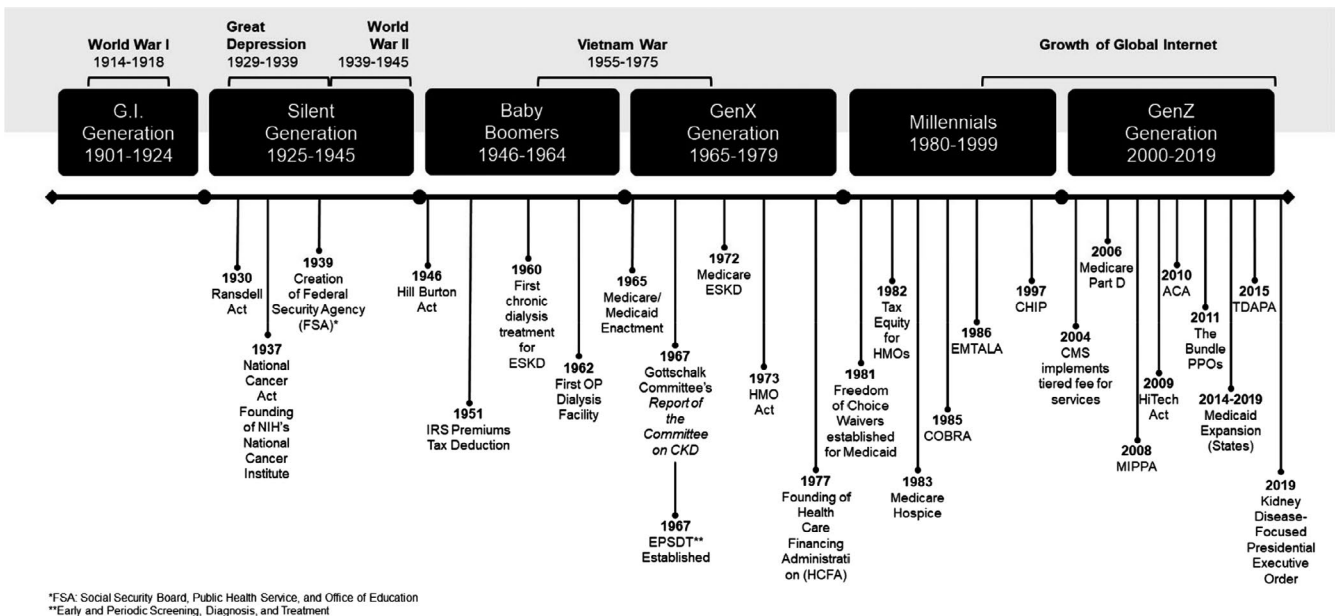 World War I
1914-1918
Great
Depression
1929-1939
World
War II
1939-1945
Vietnam War
1955-1975
Growth of Global Internet
G.I.
Generation
1901-1924
Silent
Generation
1925-1945
Baby
Boomers
1946-1964
GenX
Generation
1965-1979
Millennials
1980-1999
GenZ
Generation
2000-2019
1930
Ransdell
Act
1937
National
Cancer
Act
Founding
of NIH's
National
Cancer
Institute
1939
Creation
of Federal
Security Agency
(FSA)*
1946
Hill Burton
Act
1951
IRS Premiums
Tax Deduction
1960
First
chronic
dialysis
treatment
for
ESKD
1962
First OP
Dialysis
Facility
1965
Medicare/
Medicaid
Enactment
1967
Gottschalk
Committee's
Report of
the
Committee
on CKD
1967
EPSDT**
Established
1972
Medicare
ESKD
1973
HMO
Act
1977
Founding of
Health
Care
Financing
Administrati
on (HCFA)
1981
Freedom
of Choice
Waivers
established
for Medicaid
1982
Tax
Equity
for
HMOs
1983
Medicare
Hospice
1985
COBRA
1986
EMTALA
1997
CHIP
2004
CMS
implements
tiered fee for
services
2006
Medicare
Part D
2008
MIPPA
2009
HiTech
Act
2010
ACA
2011
The
Bundle
PPOs
2014-2019
Medicaid
Expansion
(States)
2015
TDAPA
2019
Kidney
Disease-
Focused
Presidential
Executive
Order
*FSA: Social Security Board, Public Health Service, and Office of Education
**Early and Periodic Screening, Diagnosis, and Treatment